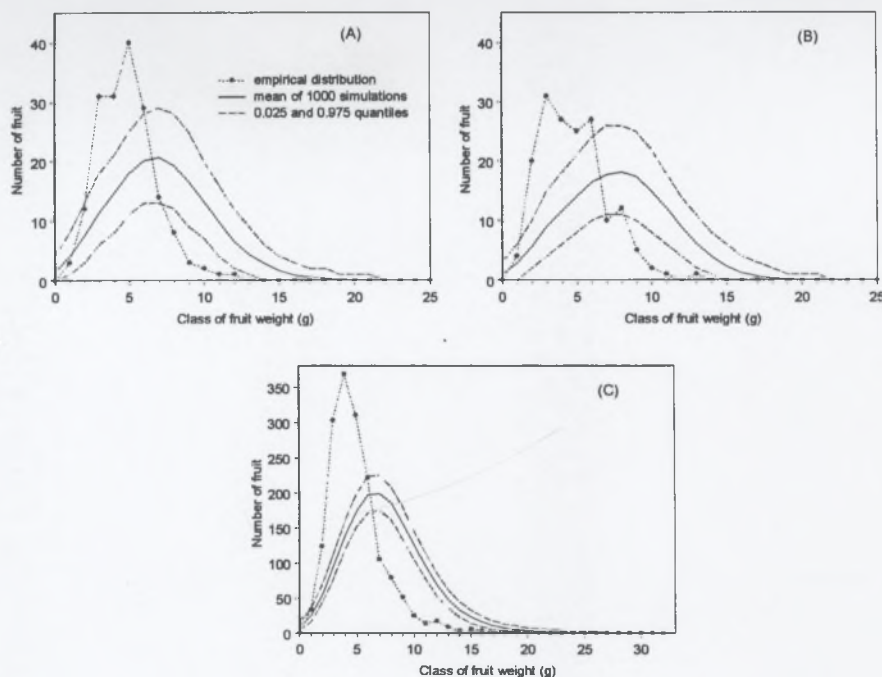 (A)
40
30
20
10
0
Number of fruit
empirical distribution
mean of 1000 simulations
0.025 and 0.975 quantiles
0 5 10 15 20 25
Class of fruit weight (g)
(B)
40
30
20
10
0
Number of fruit
0 5 10 15 20 25
Class of fruit weight (g)
(C)
350
300
250
200
150
100
50
0
Number of fruit
0 5 10 15 20 25 30
Class of fruit weight (g)